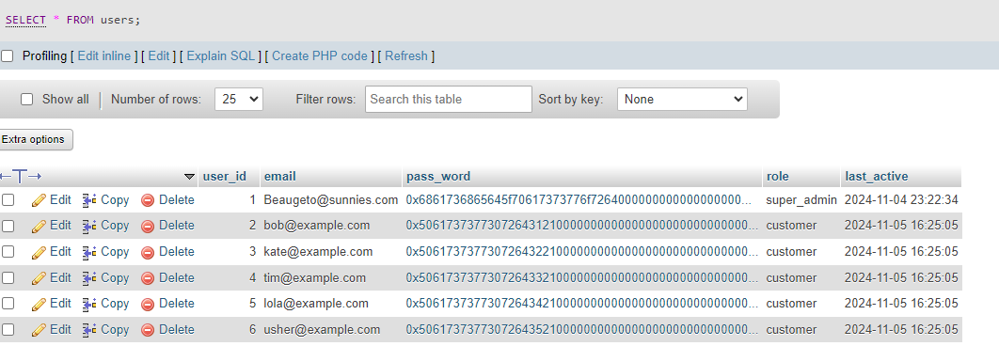 SELECT * FROM users;
Profiling [ Edit inline ] [ Edit ] [ Explain SQL ] [ Create PHP code ] [ Refresh ]
Show all Number of rows: 25 Filter rows: Search this table Sort by key: None
Extra options
user_id email pass_word role last_active
Edit Copy Delete 1 Beaugeto@sunnies.com 0x6861736865645f70617373776f72640000000000000000000... super_admin 2024-11-04 23:22:34
Edit Copy Delete 2 bob@example.com 0x50617373773072643121000000000000000000000000000... customer 2024-11-05 16:25:05
Edit Copy Delete 3 kate@example.com 0x50617373773072643221000000000000000000000000000... customer 2024-11-05 16:25:05
Edit Copy Delete 4 tim@example.com 0x50617373773072643321000000000000000000000000000... customer 2024-11-05 16:25:05
Edit Copy Delete 5 lola@example.com 0x50617373773072643421000000000000000000000000000... customer 2024-11-05 16:25:05
Edit Copy Delete 6 usher@example.com 0x50617373773072643521000000000000000000000000000... customer 2024-11-05 16:25:05